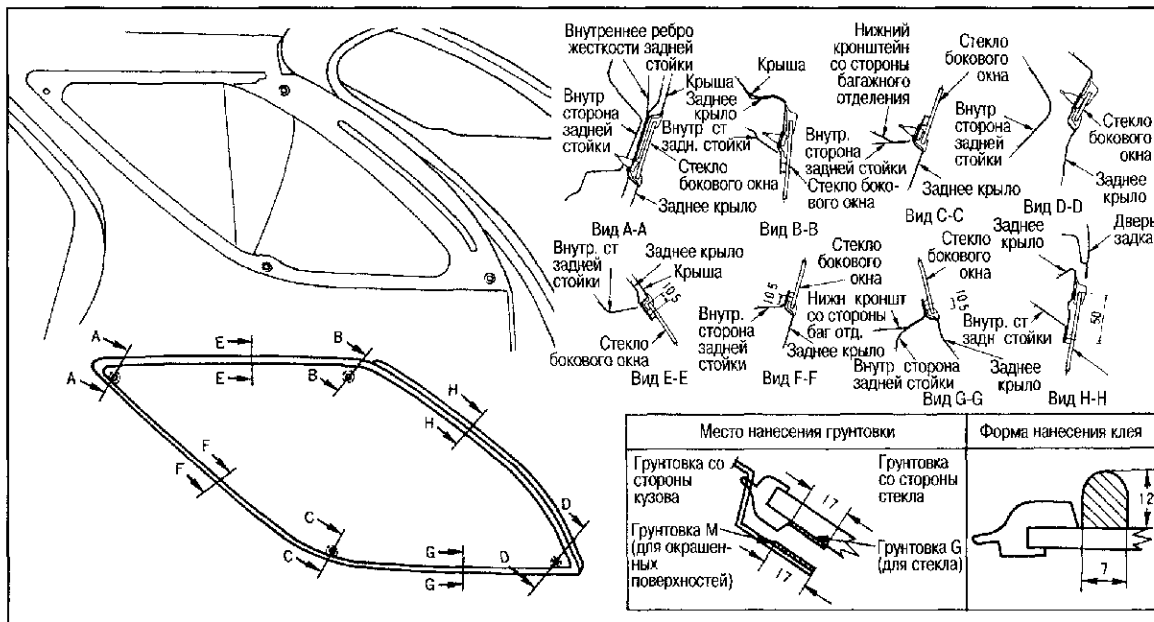 Внутреннее ребро
жесткости задней
стойки
Внутр
сторона
задней
стойки
Крыша
Стекло
бокового окна
Заднее крыло
Вид А-А
Крыша
Заднее
крыло
Внутр. ст
задн. стойки
Стекло боко-
вого окна
Вид В-В
Нижний
кронштейн
со стороны
багажного
отделения
Стекло
бокового
окна
Внутр.
сторона
задней стойки
Заднее крыло
Вид С-С
Внутр
сторона
задней
стойки
Стекло
бокового
окна
Заднее
крыло
Вид D-D
Внутр. ст
задней
стойки
Заднее крыло
Крыша
10,5
Стекло
бокового окна
Вид Е-Е
Стекло
бокового
окна
10 5
Внутр.
сторона
задней
стойки
Заднее крыло
Вид F-F
Стекло
бокового
окна
10 5
Нижн кроншт
со стороны
баг отд.
Внутр сторона
задней стойки
Заднее
крыло
Вид G-G
Заднее
крыло
Дверь
задка
50
Внутр. ст
задн стойки
Вид Н-Н
A
E
B
A
E
B
H
H
F
F
C
C
G
G
D
D
Место нанесения грунтовки
Форма нанесения клея
Грунтовка со
стороны
кузова
Грунтовка
со стороны
стекла
17
Грунтовка М
(для окрашен-
ных
поверхностей)
17
Грунтовка G
(для стекла)
12
7